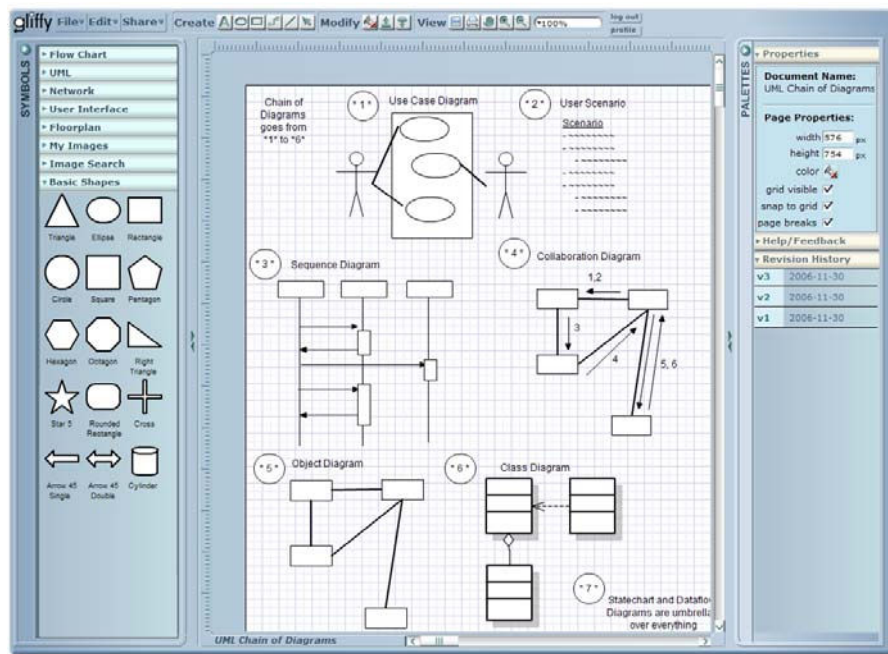 gliffy File Edit Share Create Modify View 100% log out
profile
SYMBOLS
Flow Chart
UML
Network
User Interface
Floorplan
My Images
Image Search
Basic Shapes
Triangle Ellipse Rectangle
Circle Square Pentagon
Hexagon Octagon Right
Triangle
Star 5 Rounded Cross
Rectangle
Arrow 45 Arrow 45 Cylinder
Single Double
Chain of
Diagrams
goes from
"1" to "6"
"1" Use Case Diagram
"2" User Scenario
Scenario
"3" Sequence Diagram
"4" Collaboration Diagram
1,2
3
4
5, 6
"5" Object Diagram
"6" Class Diagram
"7"
Statechart and Dataflo
Diagrams are umbrella
over everything
UML Chain of Diagrams
PALETTES
Properties
Document Name:
UML Chain of Diagrams
Page Properties:
width 576 px
height 754 px
color
grid visible
snap to grid
page breaks
Help/Feedback
Revision History
v3 2006-11-30
v2 2006-11-30
v1 2006-11-30